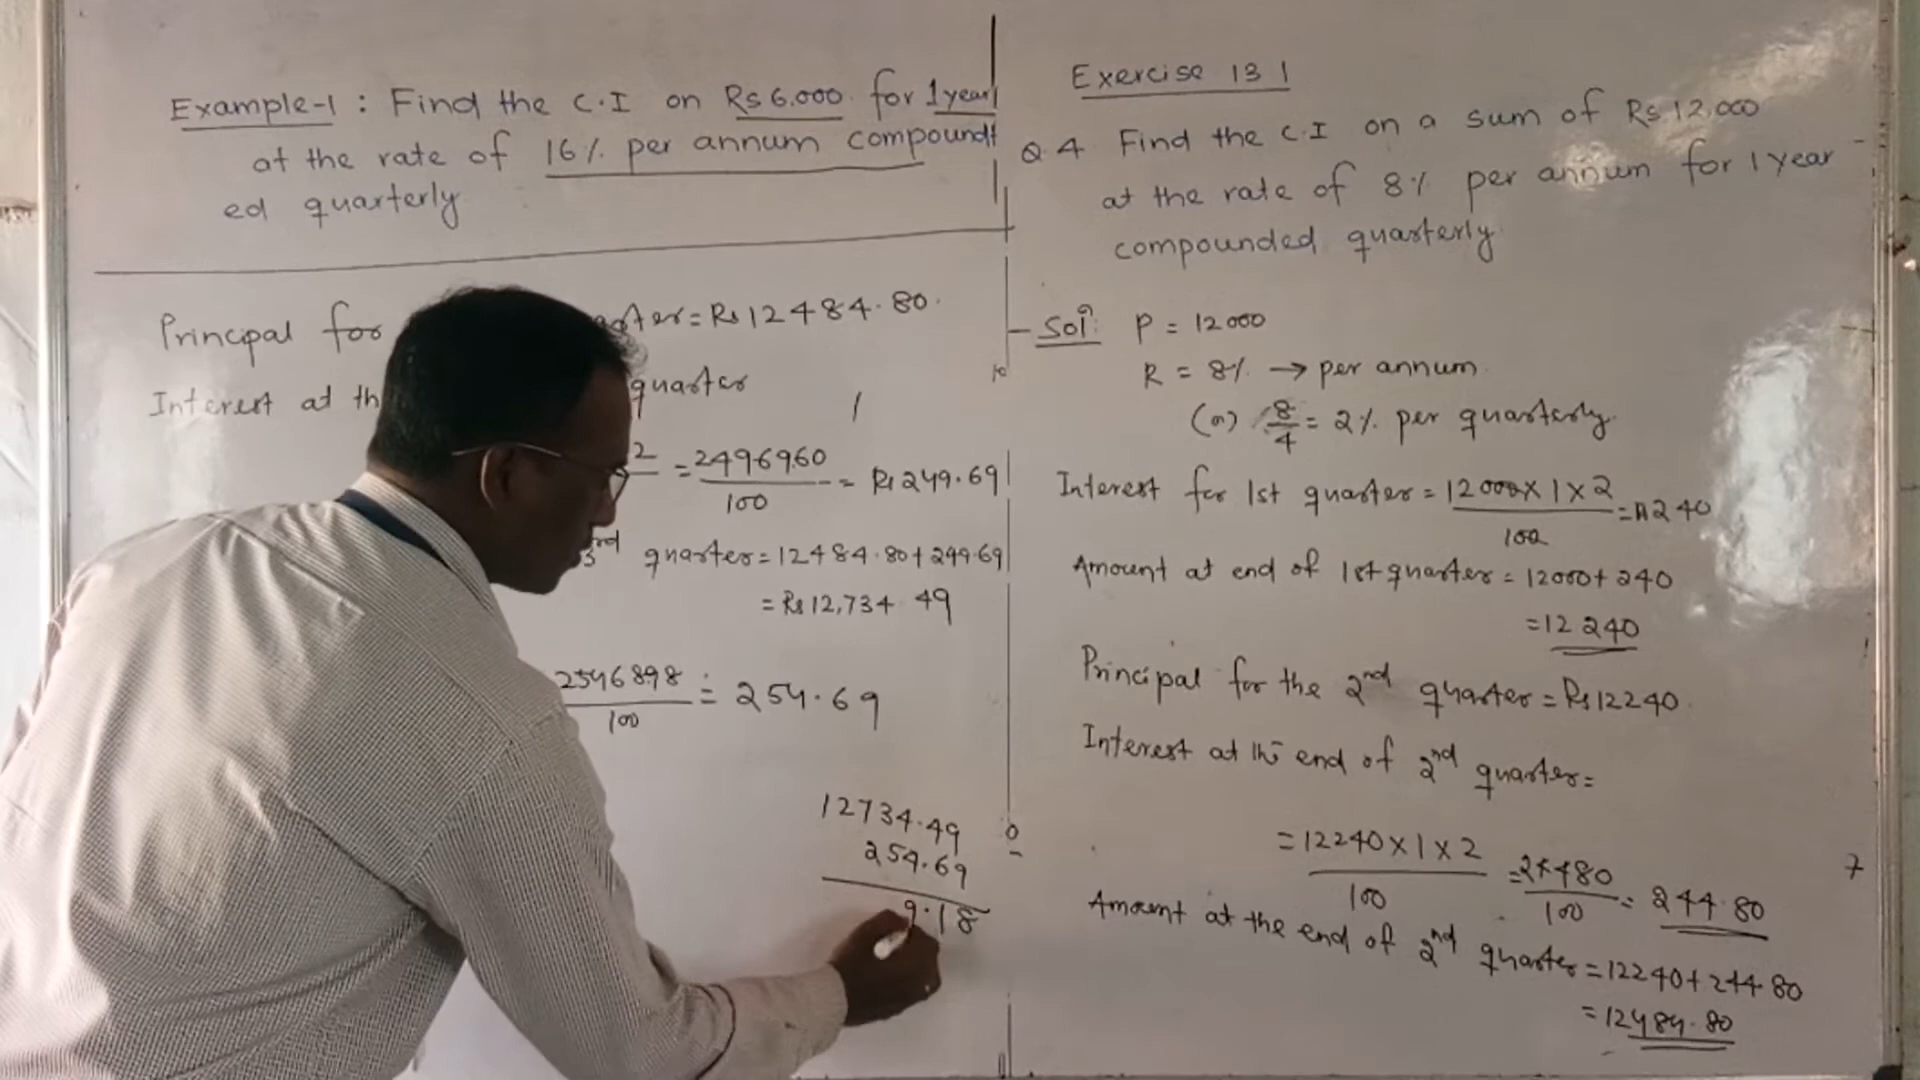 Example-1 : Find the C.I on Rs 6,000 for 1 year
at the rate of 16% per annum compound
ed quarterly
Principal for = Rs 12484.80.
Interest at th quarter
2 = 2496960 / 100 = Rs 249.69
3rd quarter = 12484.80 + 249.69
= Rs 12,734 49
2546898 / 100 = 254.69
12734.49
254.69
9.18
Exercise 13 1
Q.4 Find the C.I on a sum of Rs 12,000
at the rate of 8% per annum for 1 year
compounded quarterly
Sol: P = 12000
R = 8% → per annum
(or) 8/4 = 2% per quarterly
Interest for 1st quarter = 12000 x 1 x 2 / 100 = Rs 240
Amount at end of 1st quarter = 12000 + 240
= 12 240
Principal for the 2nd quarter = Rs 12240
Interest at the end of 2nd quarter =
= 12240 x 1 x 2 / 100 = 24480 / 100 = 244.80
Amount at the end of 2nd quarter = 12240 + 244.80
= 12484.80